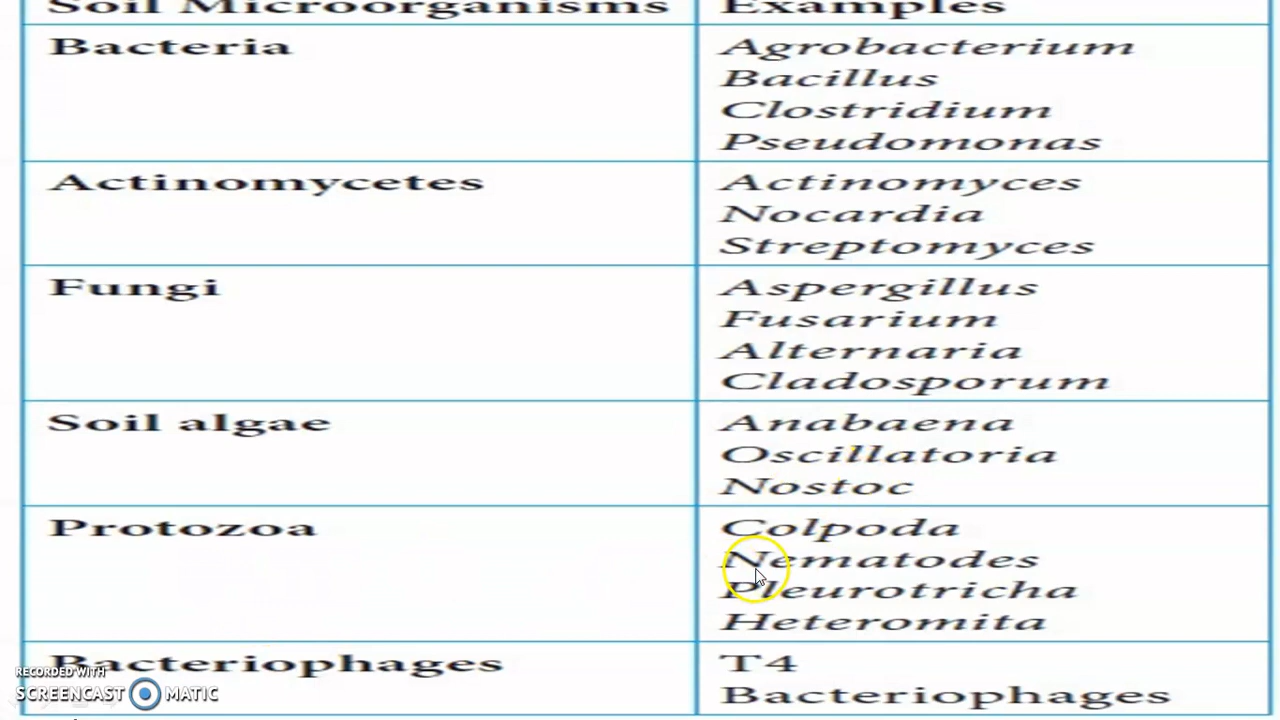 Soil Microorganisms Examples
Bacteria Agrobacterium
Bacillus
Clostridium
Pseudomonas
Actinomycetes Actinomyces
Nocardia
Streptomyces
Fungi Aspergillus
Fusarium
Alternaria
Cladosporum
Soil algae Anabaena
Oscillatoria
Nostoc
Protozoa Colpoda
Nematodes
Pleurotricha
Heteromita
Bacteriophages T4
Bacteriophages
RECORDED WITH
SCREENCAST MATIC